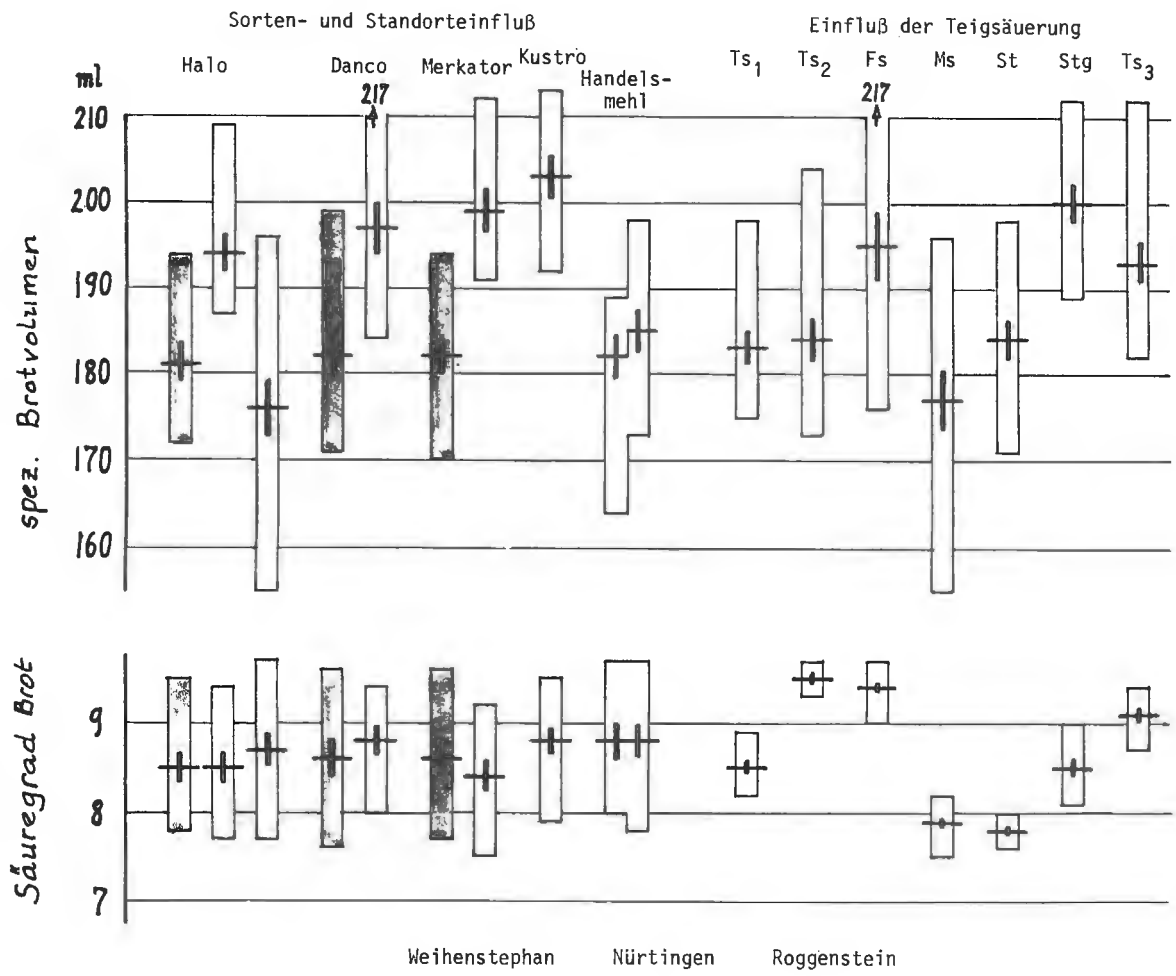 Sorten- und Standorteinfluß
Einfluß der Teigsäuerung
Halo Danco Merkator Kustro Handels-
mehl
Ts1 Ts2 Fs Ms St Stg Ts3
ml
217
217
210
200
190
180
170
160
spez. Brotvolumen
9
8
7
Säuregrad Brot
Weihenstephan Nürtingen Roggenstein